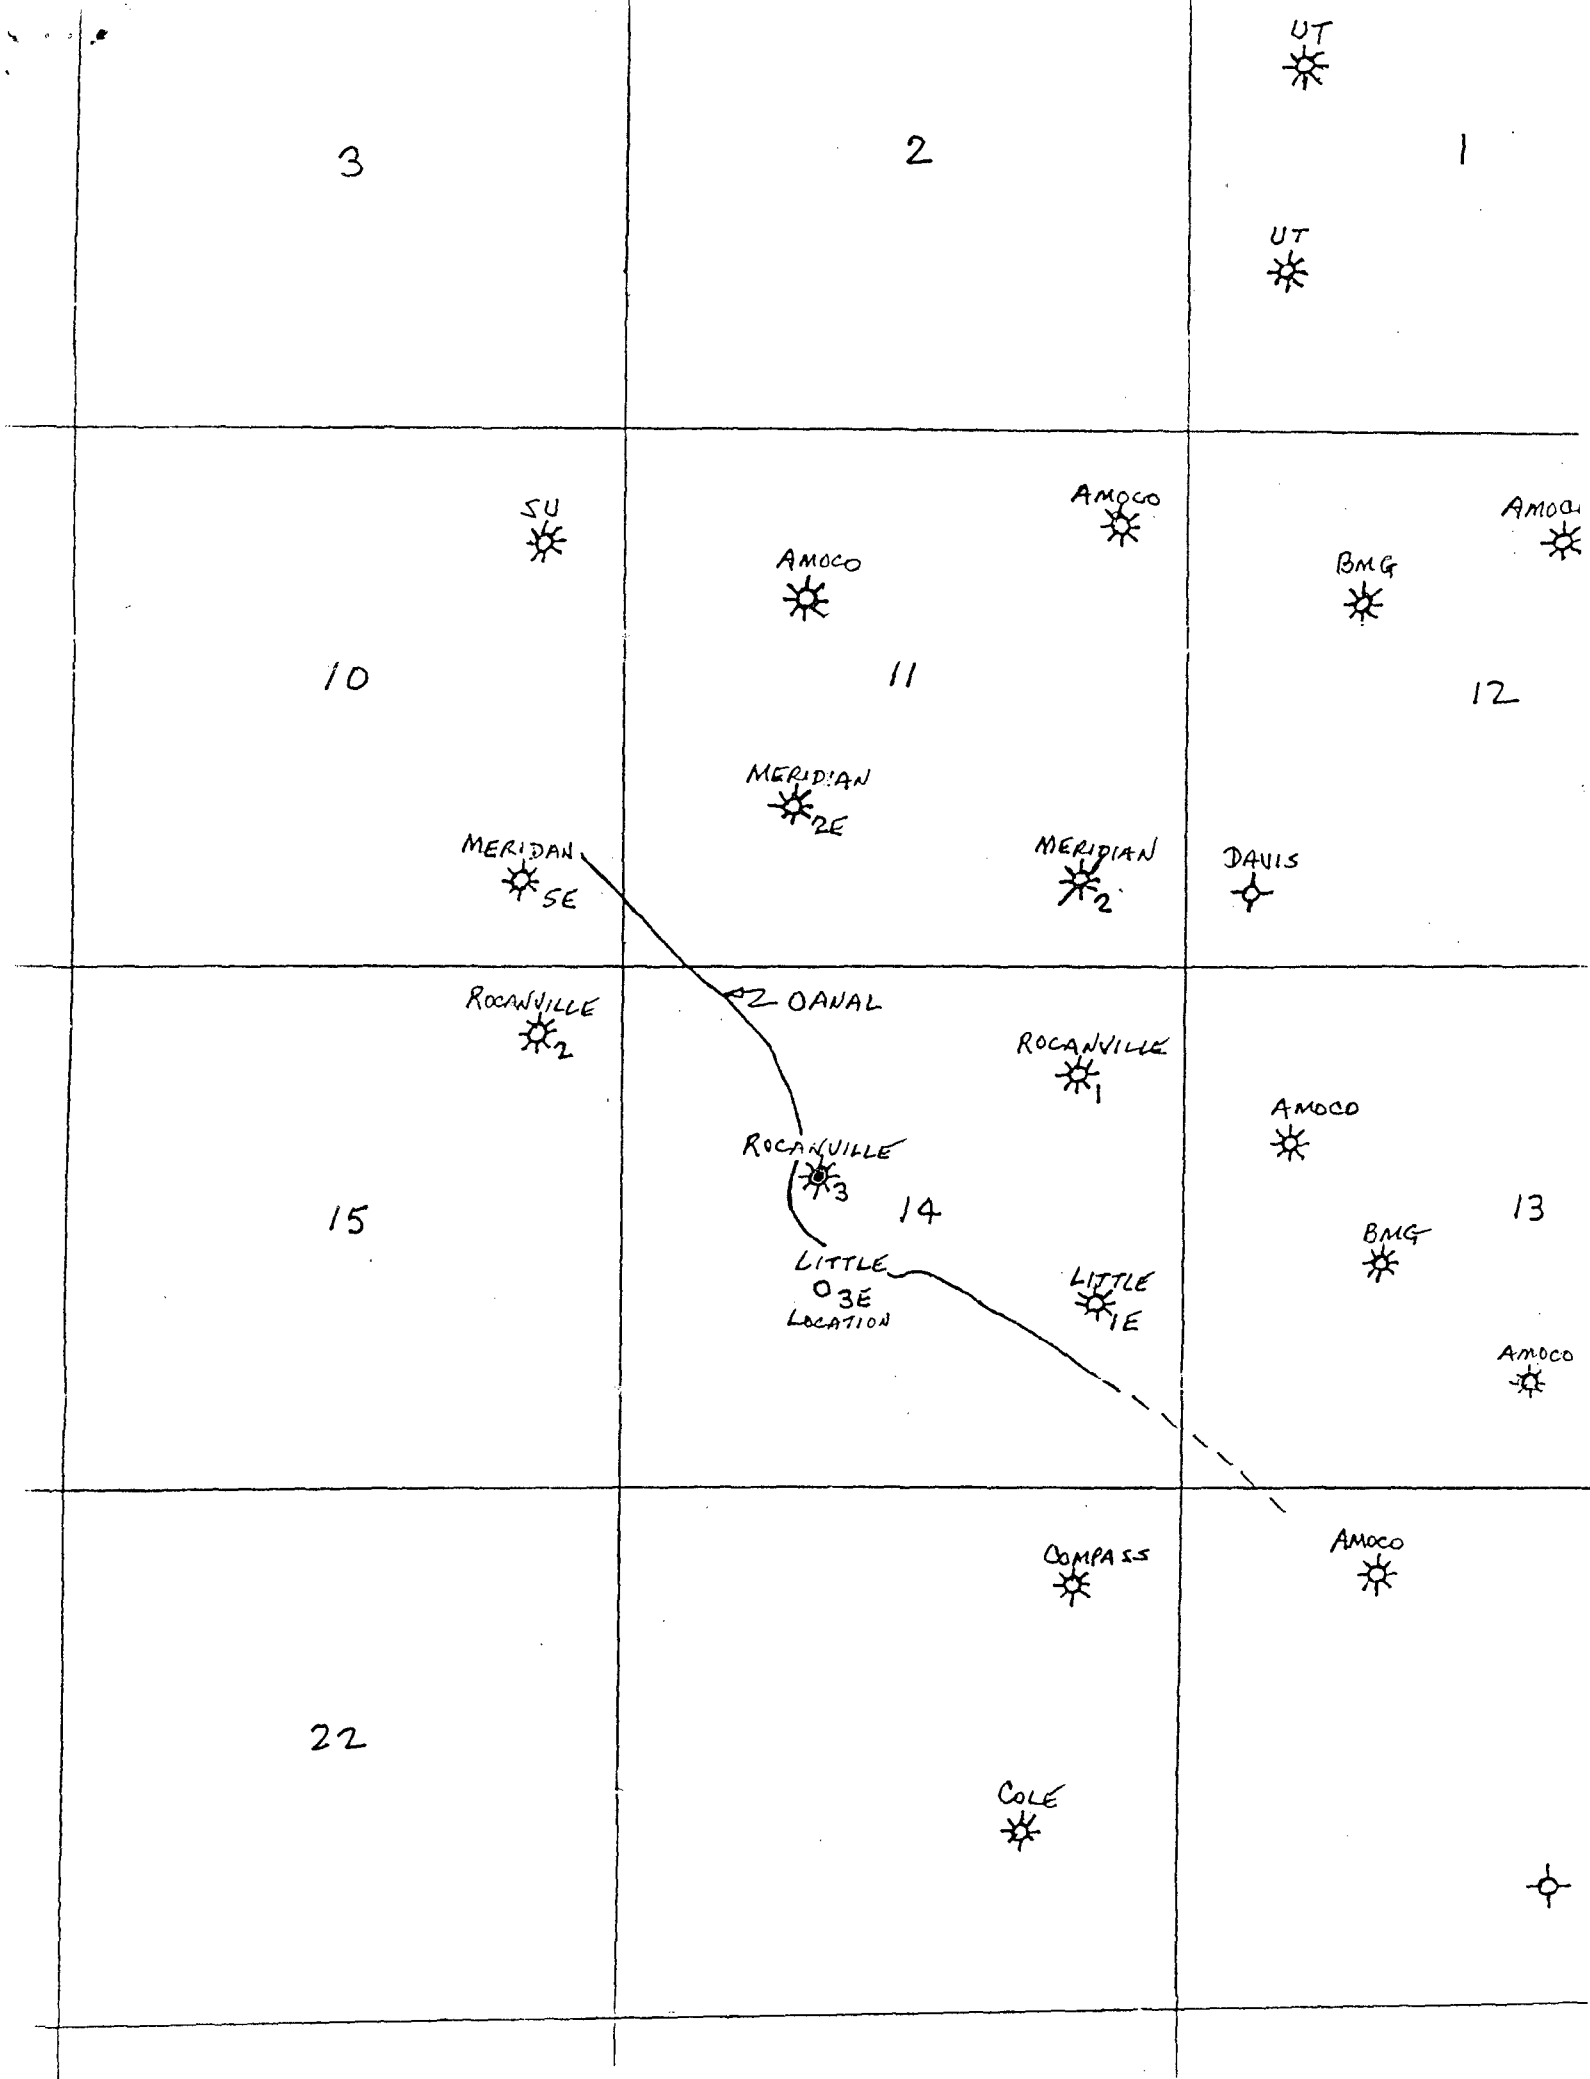 UT
3
2
1
UT
SU
AMOCO
AMOC
AMOCO
BMG
10
11
12
MERIDIAN
2E
MERIDAN
5E
MERIDIAN
2
DAVIS
ROCANVILLE
2
OANAL
ROCANVILLE
1
AMOCO
ROCANVILLE
3
15
14
13
BMG
LITTLE
3E
LOCATION
LITTLE
1E
AMOCO
COMPASS
AMOCO
22
COLE